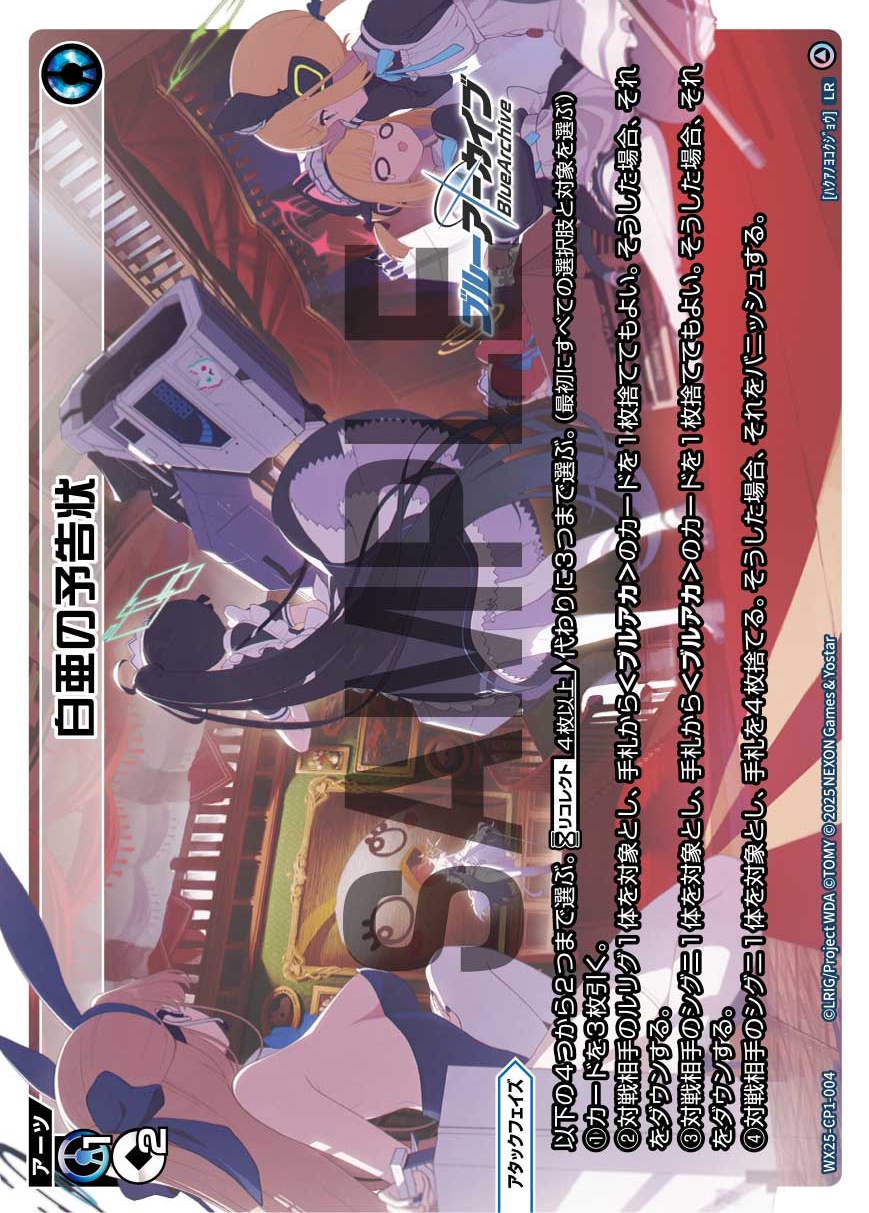 アーツ
白亜の予告状
1
2
SAMPLE
ブルーアーカイブ
BlueArchive
アタックフェイズ
以下の4つから2つまで選ぶ。リコレクト 4枚以上》代わりに3つまで選ぶ。(最初にすべての選択肢と対象を選ぶ)
①カードを3枚引く。
②対戦相手のルリグ1体を対象とし、手札から<ブルアカ>のカードを1枚捨ててもよい。そうした場合、それ
をダウンする。
③対戦相手のシグニ1体を対象とし、手札から<ブルアカ>のカードを1枚捨ててもよい。そうした場合、それ
をダウンする。
④対戦相手のシグニ1体を対象とし、手札を4枚捨てる。そうした場合、それをバニッシュする。
WX25-CP1-004 ©LRIG/Project WDA ©TOMY ©2025 NEXON Games & Yostar [ハクアノヨコクジョウ] LR